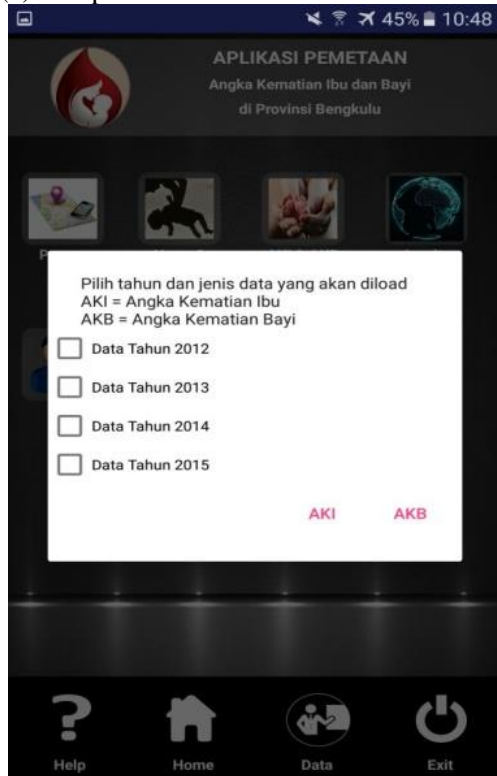 45% 10:48
APLIKASI PEMETAAN
Angka Kematian Ibu dan Bayi
di Provinsi Bengkulu
Pilih tahun dan jenis data yang akan diload
AKI = Angka Kematian Ibu
AKB = Angka Kematian Bayi
Data Tahun 2012
Data Tahun 2013
Data Tahun 2014
Data Tahun 2015
AKI AKB
Help Home Data Exit